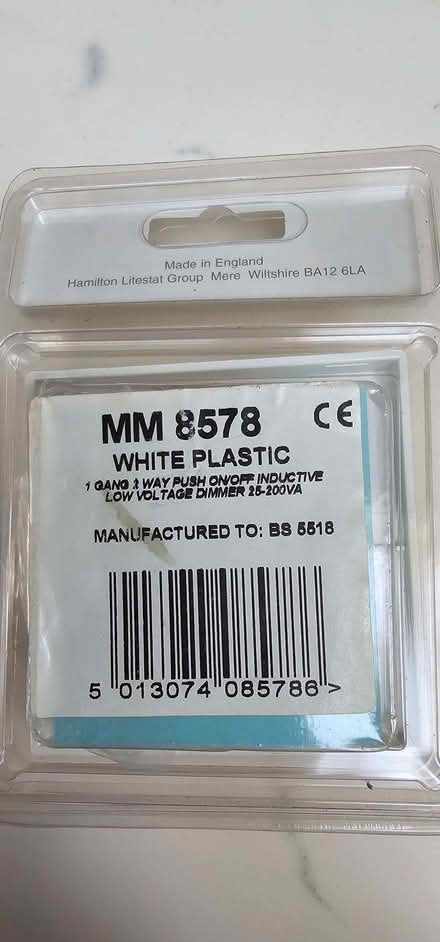 Made in England
Hamilton Litestat Group Mere Wiltshire BA12 6LA
MM 8578 CE
WHITE PLASTIC
1 GANG 2 WAY PUSH ON/OFF INDUCTIVE
LOW VOLTAGE DIMMER 25-200VA
MANUFACTURED TO: BS 5518
5 013074 085786 >